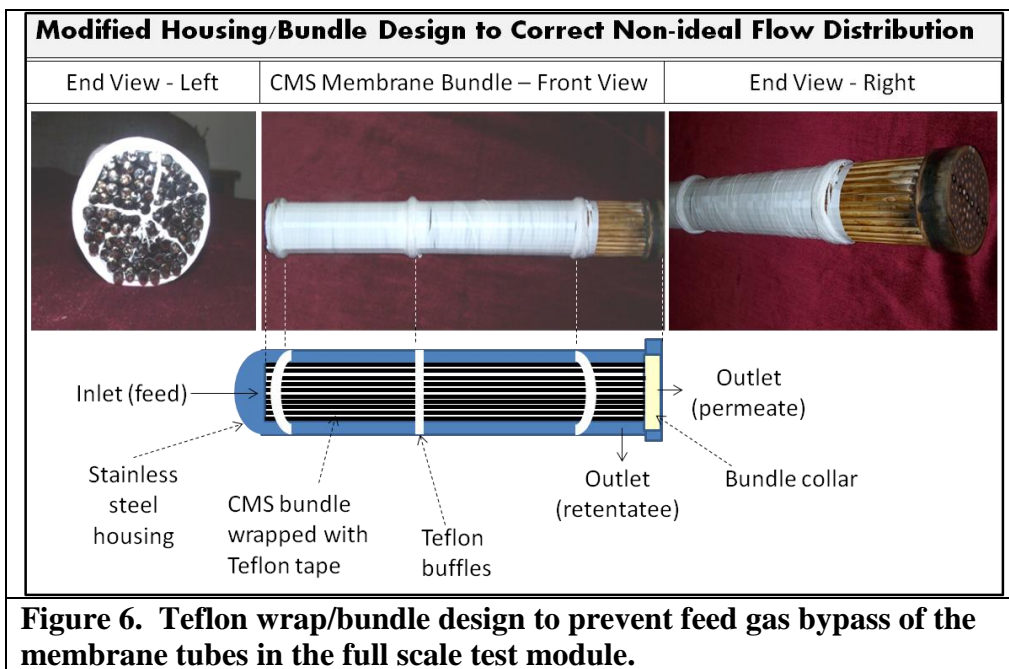 Modified Housing/Bundle Design to Correct Non-ideal Flow Distribution
End View - Left
CMS Membrane Bundle – Front View
End View - Right
Inlet (feed)
Outlet
(permeate)
Stainless
steel
housing
CMS bundle
wrapped with
Teflon tape
Teflon
buffles
Outlet
(retentatee)
Bundle collar
Figure 6. Teflon wrap/bundle design to prevent feed gas bypass of the
membrane tubes in the full scale test module.